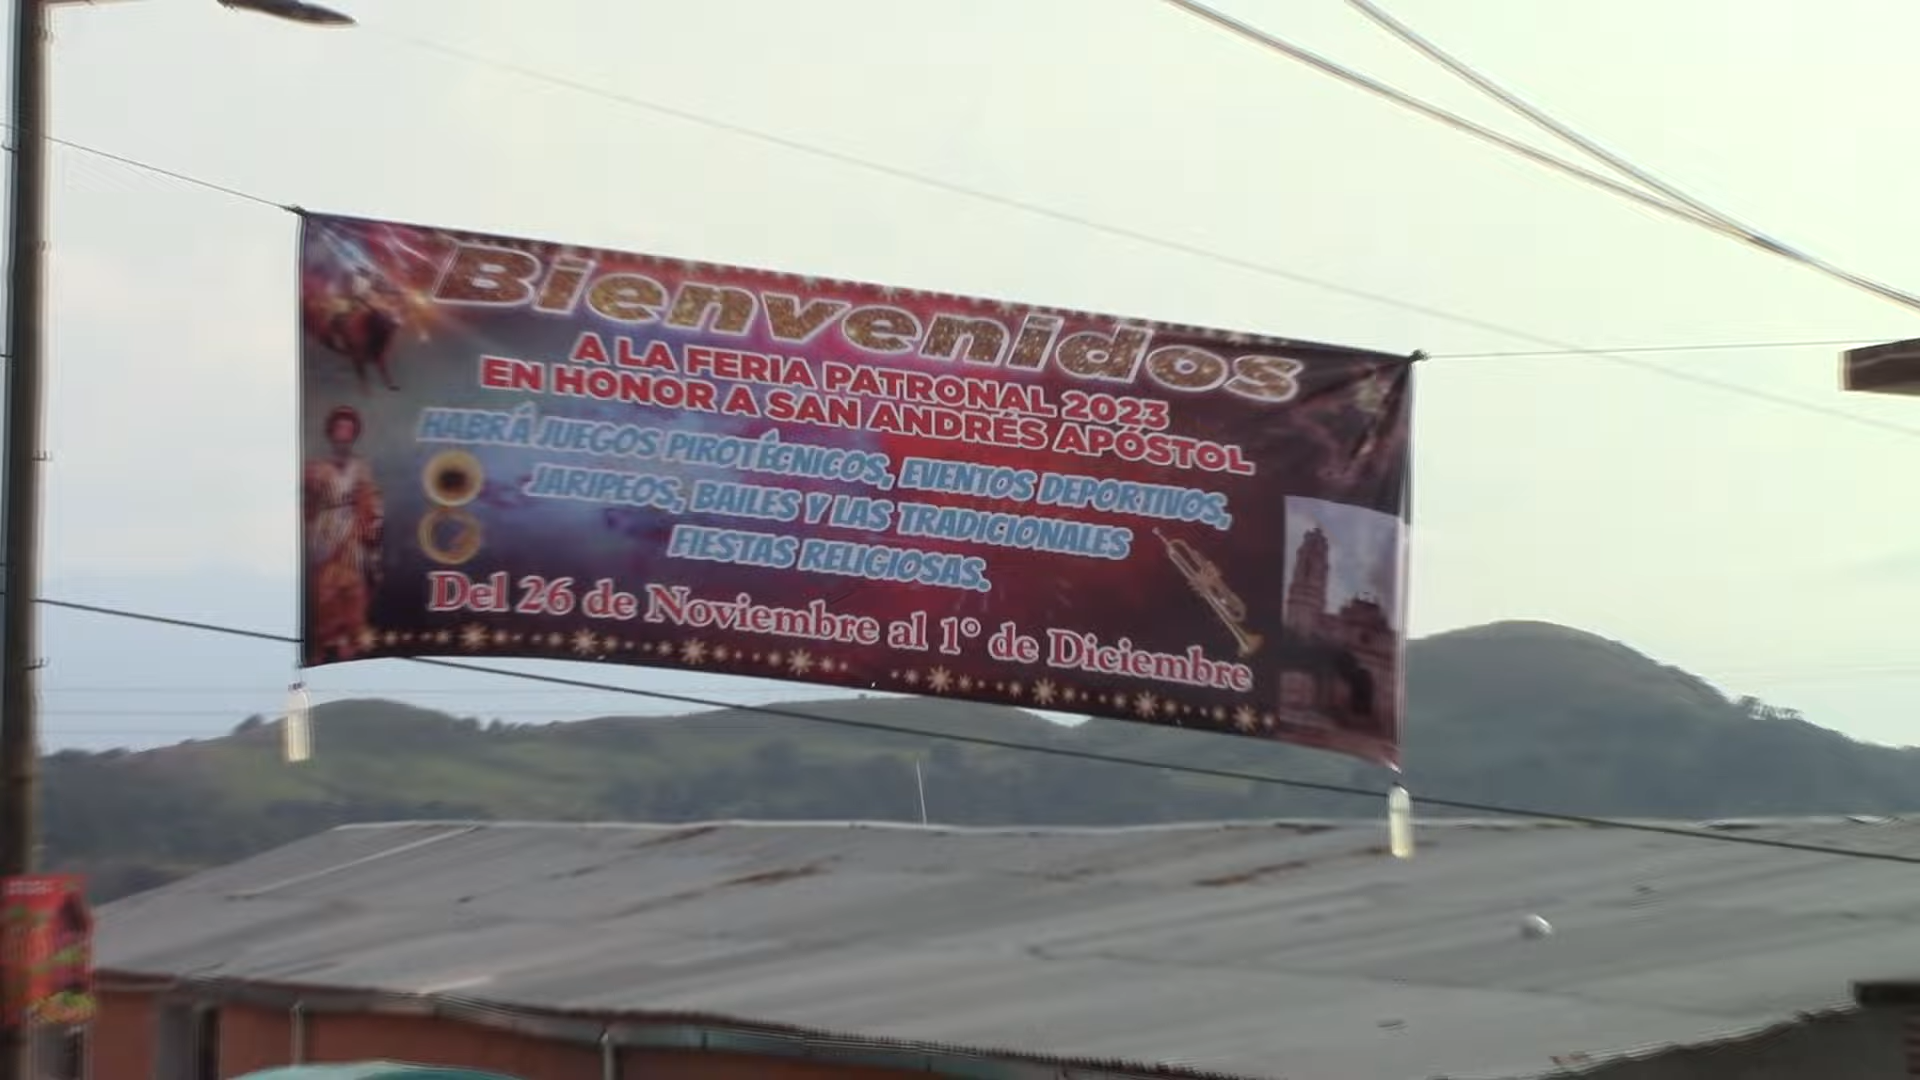 Bienvenidos
A LA FERIA PATRONAL 2023
EN HONOR A SAN ANDRÉS APÓSTOL
HABRÁ JUEGOS PIROTÉCNICOS, EVENTOS DEPORTIVOS,
JARIPEOS, BAILES Y LAS TRADICIONALES
FIESTAS RELIGIOSAS.
Del 26 de Noviembre al 1° de Diciembre